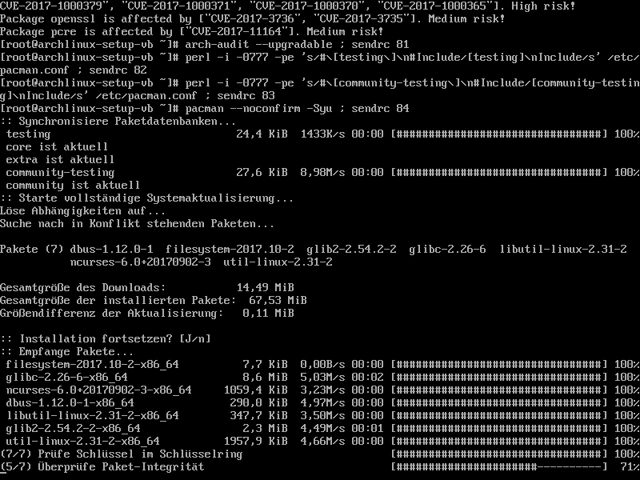 CVE-2017-1000379", "CVE-2017-1000371", "CVE-2017-1000370", "CVE-2017-1000365"]. High risk!
Package openssl is affected by ["CVE-2017-3736", "CVE-2017-3735"]. Medium risk!
Package pcre is affected by ["CVE-2017-11164"]. Medium risk!
[root@archlinux-setup-vb ~]# arch-audit --upgradable ; sendrc 81
[root@archlinux-setup-vb ~]# perl -i -0777 -pe 's/#\[testing\]\n#Include/[testing]\nInclude/s' /etc/
pacman.conf ; sendrc 82
[root@archlinux-setup-vb ~]# perl -i -0777 -pe 's/#\[community-testing\]\n#Include/[community-testin
g]\nInclude/s' /etc/pacman.conf ; sendrc 83
[root@archlinux-setup-vb ~]# pacman --noconfirm -Syu ; sendrc 84
:: Synchronisiere Paketdatenbanken...
testing 24,4 KiB 1433K/s 00:00 [######################################] 100%
core ist aktuell
extra ist aktuell
community-testing 27,6 KiB 8,98M/s 00:00 [######################################] 100%
community ist aktuell
:: Starte vollständige Systemaktualisierung...
Löse Abhängigkeiten auf...
Suche nach in Konflikt stehenden Paketen...
Pakete (7) dbus-1.12.0-1 filesystem-2017.10-2 glib2-2.54.2-2 glibc-2.26-6 libutil-linux-2.31-2
ncurses-6.0+20170902-3 util-linux-2.31-2
Gesamtgröße des Downloads: 14,49 MiB
Gesamtgröße der installierten Pakete: 67,53 MiB
Größendifferenz der Aktualisierung: 0,11 MiB
:: Installation fortsetzen? [J/n]
:: Empfange Pakete...
filesystem-2017.10-2-x86_64 7,7 KiB 0,00B/s 00:00 [######################################] 100%
glibc-2.26-6-x86_64 8,6 MiB 5,03M/s 00:02 [######################################] 100%
ncurses-6.0+20170902-3-x86_64 1059,4 KiB 3,23M/s 00:00 [######################################] 100%
dbus-1.12.0-1-x86_64 290,0 KiB 4,97M/s 00:00 [######################################] 100%
libutil-linux-2.31-2-x86_64 347,7 KiB 3,50M/s 00:00 [######################################] 100%
glib2-2.54.2-2-x86_64 2,3 MiB 4,49M/s 00:01 [######################################] 100%
util-linux-2.31-2-x86_64 1957,9 KiB 4,66M/s 00:00 [######################################] 100%
(7/7) Prüfe Schlüssel im Schlüsselring [######################################] 100%
(5/7) Überprüfe Paket-Integrität [##########################------------] 71%